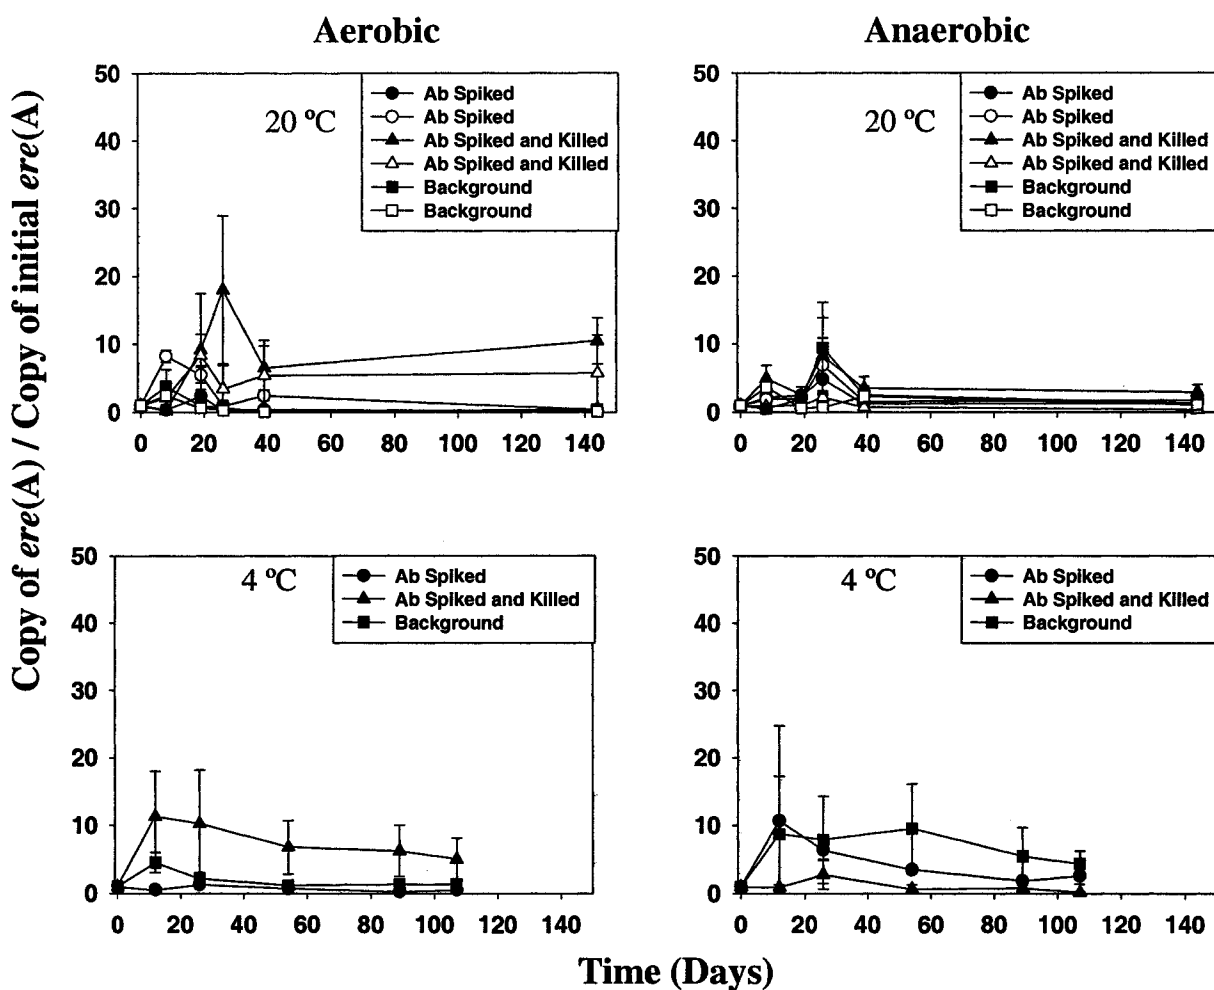 Aerobic
Anaerobic
Copy of ere(A) / Copy of initial ere(A)
50
40
30
20
10
0
20 ºC
Ab Spiked
Ab Spiked
Ab Spiked and Killed
Ab Spiked and Killed
Background
Background
0 20 40 60 80 100 120 140
50
40
30
20
10
0
20 ºC
Ab Spiked
Ab Spiked
Ab Spiked and Killed
Ab Spiked and Killed
Background
Background
0 20 40 60 80 100 120 140
50
40
30
20
10
0
4 ºC
Ab Spiked
Ab Spiked and Killed
Background
0 20 40 60 80 100 120 140
50
40
30
20
10
0
4 ºC
Ab Spiked
Ab Spiked and Killed
Background
0 20 40 60 80 100 120 140
Time (Days)